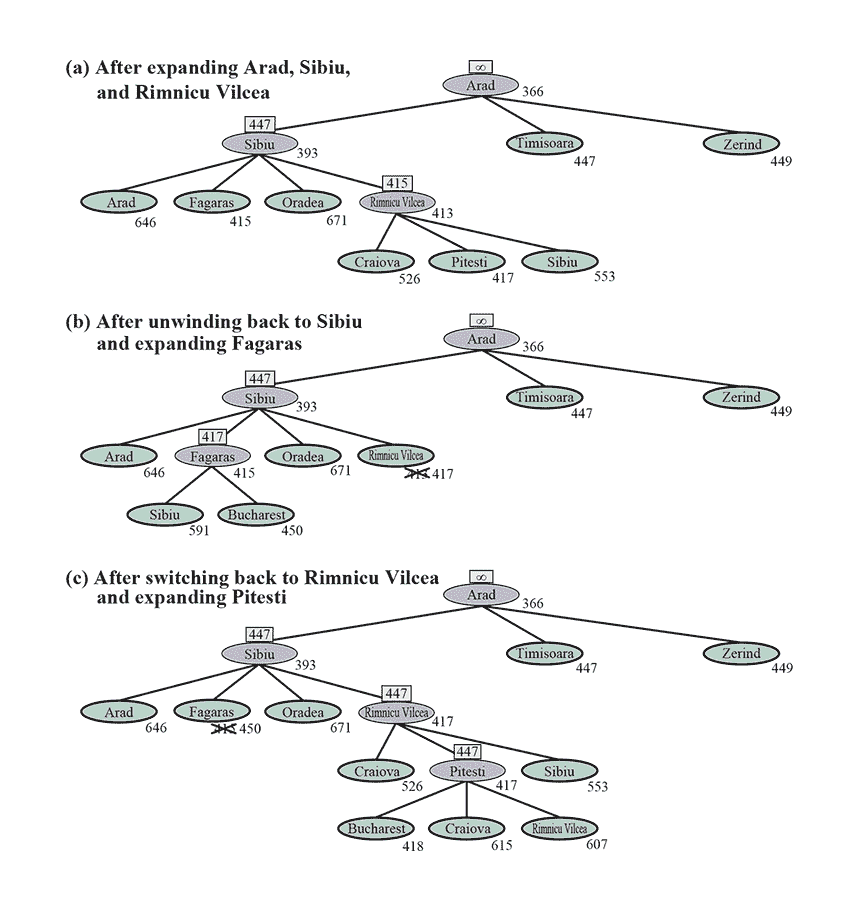 (a) After expanding Arad, Sibiu,
and Rimnicu Vilcea
∞
Arad
366
447
Sibiu
393
Timisoara
447
Zerind
449
Arad
646
Fagaras
415
Oradea
671
415
Rimnicu Vilcea
413
Craiova
526
Pitesti
417
Sibiu
553
(b) After unwinding back to Sibiu
and expanding Fagaras
∞
Arad
366
447
Sibiu
393
Timisoara
447
Zerind
449
Arad
646
417
Fagaras
415
Oradea
671
Rimnicu Vilcea
417
Sibiu
591
Bucharest
450
(c) After switching back to Rimnicu Vilcea
and expanding Pitesti
∞
Arad
366
447
Sibiu
393
Timisoara
447
Zerind
449
Arad
646
Fagaras
450
Oradea
671
447
Rimnicu Vilcea
417
Craiova
526
447
Pitesti
417
Sibiu
553
Bucharest
418
Craiova
615
Rimnicu Vilcea
607